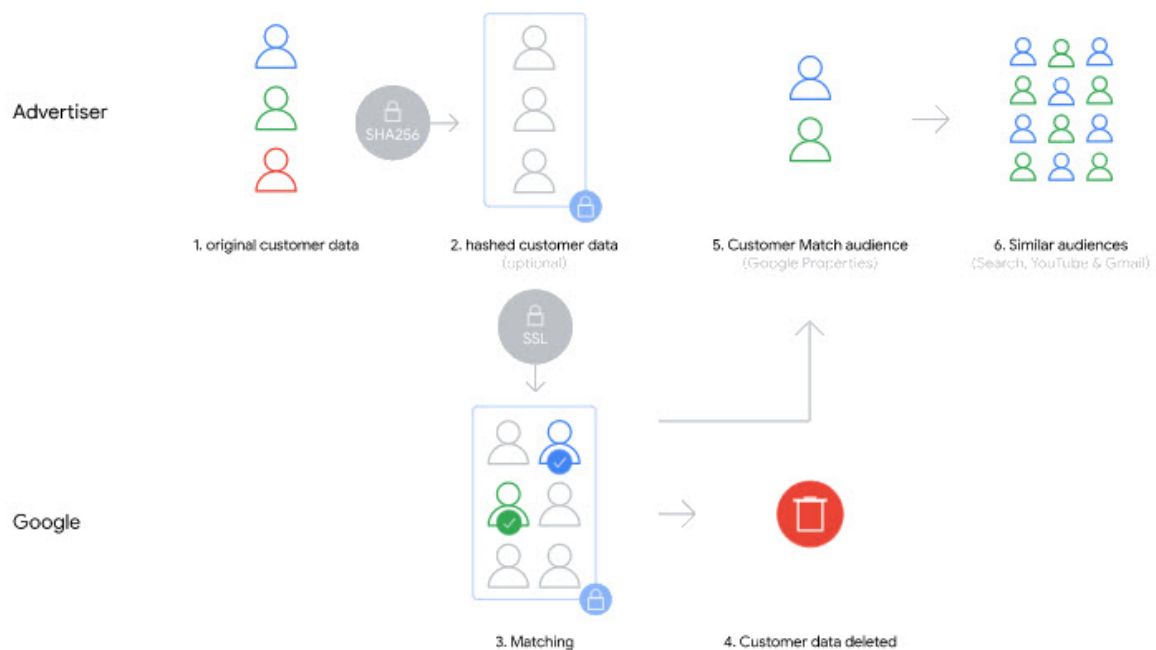 Advertiser
SHA256
1. original customer data
2. hashed customer data
(optional)
5. Customer Match audience
(Google Properties)
6. Similar audiences
(Search, YouTube & Gmail)
SSL
Google
3. Matching
4. Customer data deleted